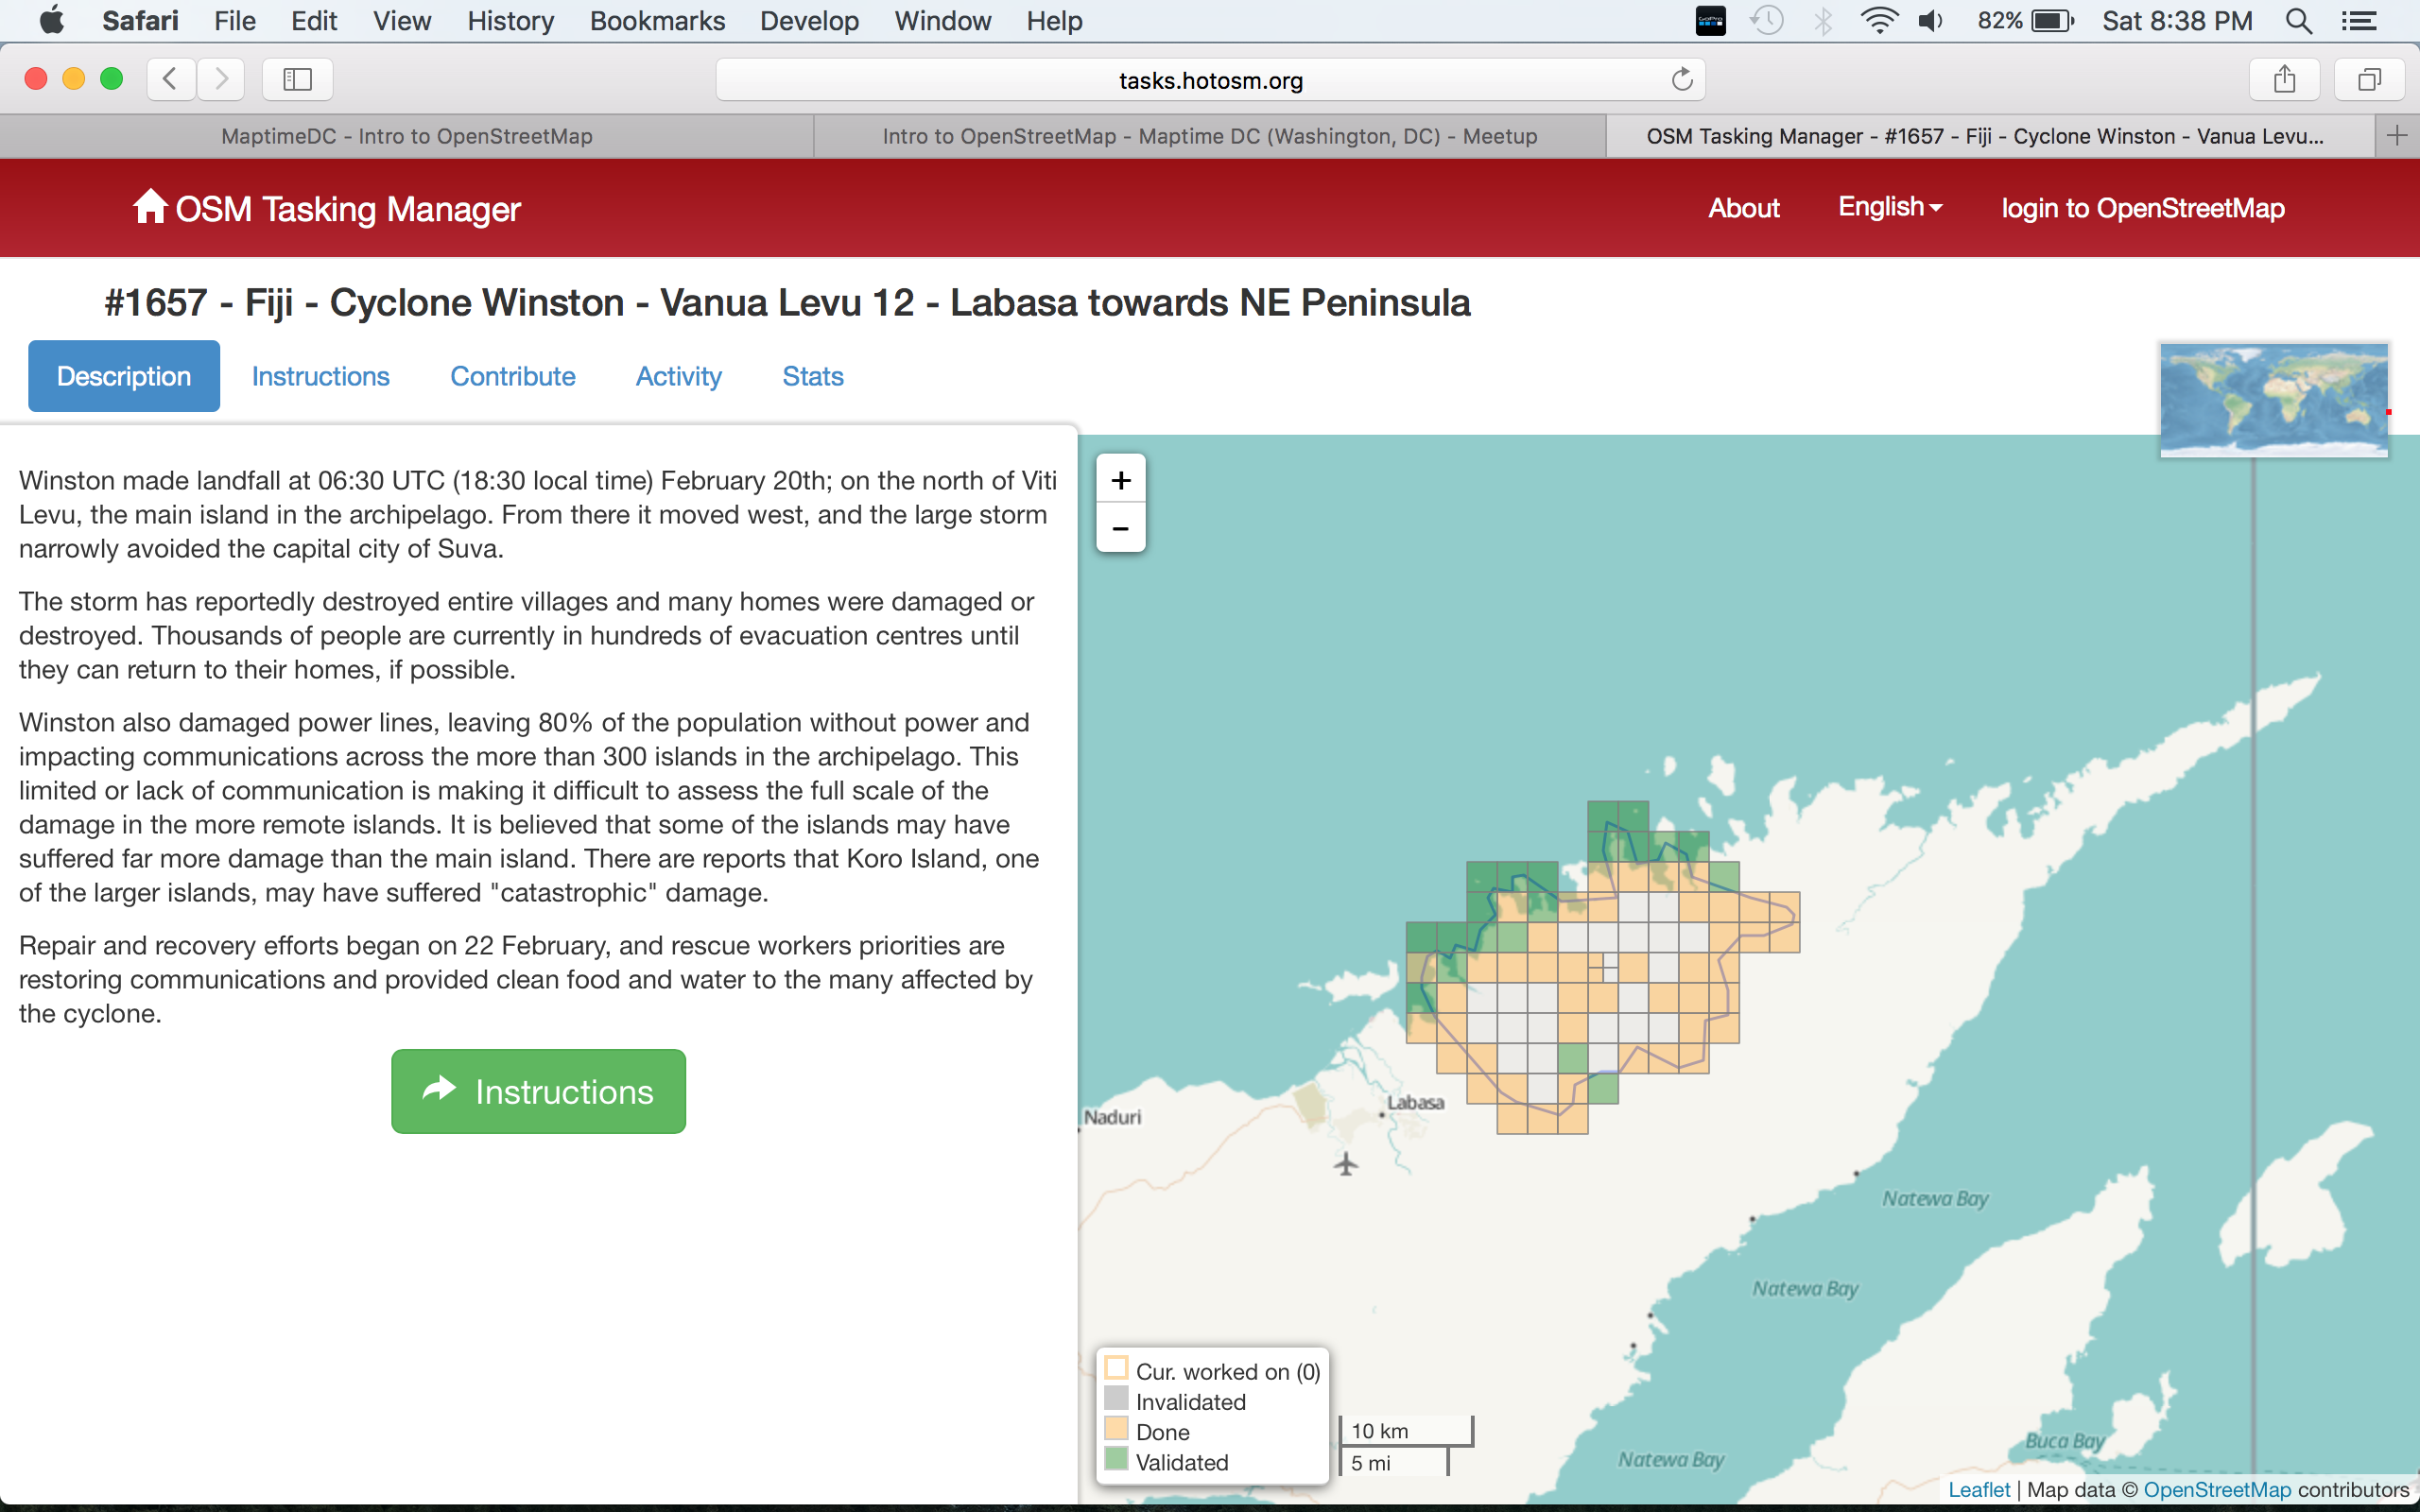 Safari File Edit View History Bookmarks Develop Window Help 82% Sat 8:38 PM
tasks.hotosm.org
MaptimeDC - Intro to OpenStreetMap
Intro to OpenStreetMap - Maptime DC (Washington, DC) - Meetup
OSM Tasking Manager - #1657 - Fiji - Cyclone Winston - Vanua Levu...
OSM Tasking Manager About English login to OpenStreetMap
#1657 - Fiji - Cyclone Winston - Vanua Levu 12 - Labasa towards NE Peninsula
Description Instructions Contribute Activity Stats
Winston made landfall at 06:30 UTC (18:30 local time) February 20th; on the north of Viti
Levu, the main island in the archipelago. From there it moved west, and the large storm
narrowly avoided the capital city of Suva.
The storm has reportedly destroyed entire villages and many homes were damaged or
destroyed. Thousands of people are currently in hundreds of evacuation centres until
they can return to their homes, if possible.
Winston also damaged power lines, leaving 80% of the population without power and
impacting communications across the more than 300 islands in the archipelago. This
limited or lack of communication is making it difficult to assess the full scale of the
damage in the more remote islands. It is believed that some of the islands may have
suffered far more damage than the main island. There are reports that Koro Island, one
of the larger islands, may have suffered "catastrophic" damage.
Repair and recovery efforts began on 22 February, and rescue workers priorities are
restoring communications and provided clean food and water to the many affected by
the cyclone.
Instructions
+
-
Labasa
Naduri
Natewa Bay
Natewa Bay
Natewa Bay
Buca Bay
Cur. worked on (0)
Invalidated
Done
Validated
10 km
5 mi
Leaflet | Map data © OpenStreetMap contributors